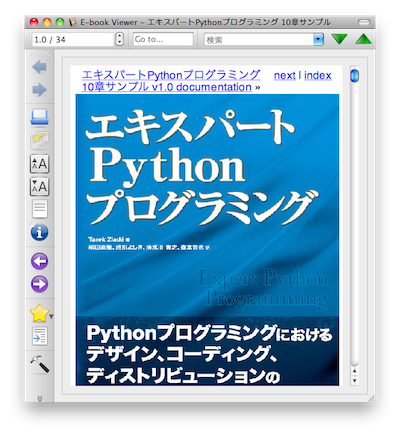 E-book Viewer – エキスパートPythonプログラミング 10章サンプル
1.0 / 34
Go to...
検索
エキスパートPythonプログラミング
next | index
10章サンプル v1.0 documentation »
エキスパート
Python
プログラミング
Tarek Ziadé 著
Expert Python
Programming
Pythonプログラミングにおける
デザイン、コーディング、
ディストリビューションの